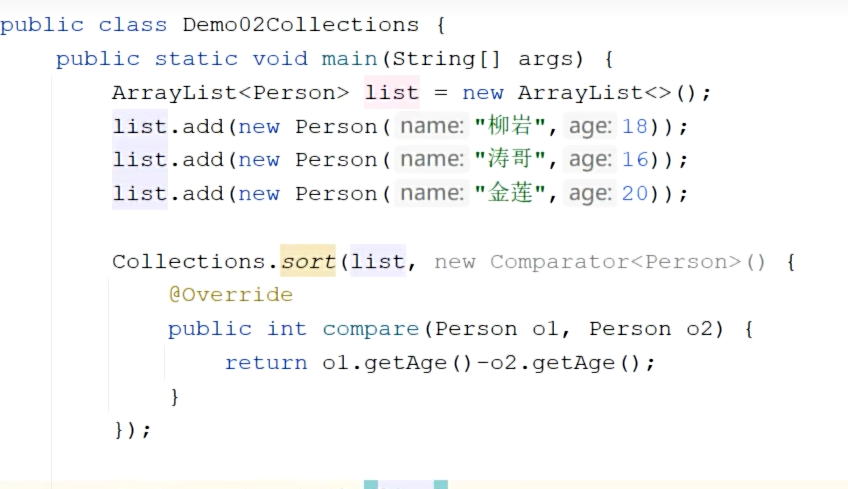 public class Demo02Collections {
public static void main(String[] args) {
ArrayList<Person> list = new ArrayList<>();
list.add(new Person( name: "柳岩", age: 18));
list.add(new Person( name: "涛哥", age: 16));
list.add(new Person( name: "金莲", age: 20));
Collections.sort(list, new Comparator<Person>() {
@Override
public int compare(Person o1, Person o2) {
return o1.getAge()-o2.getAge();
}
});